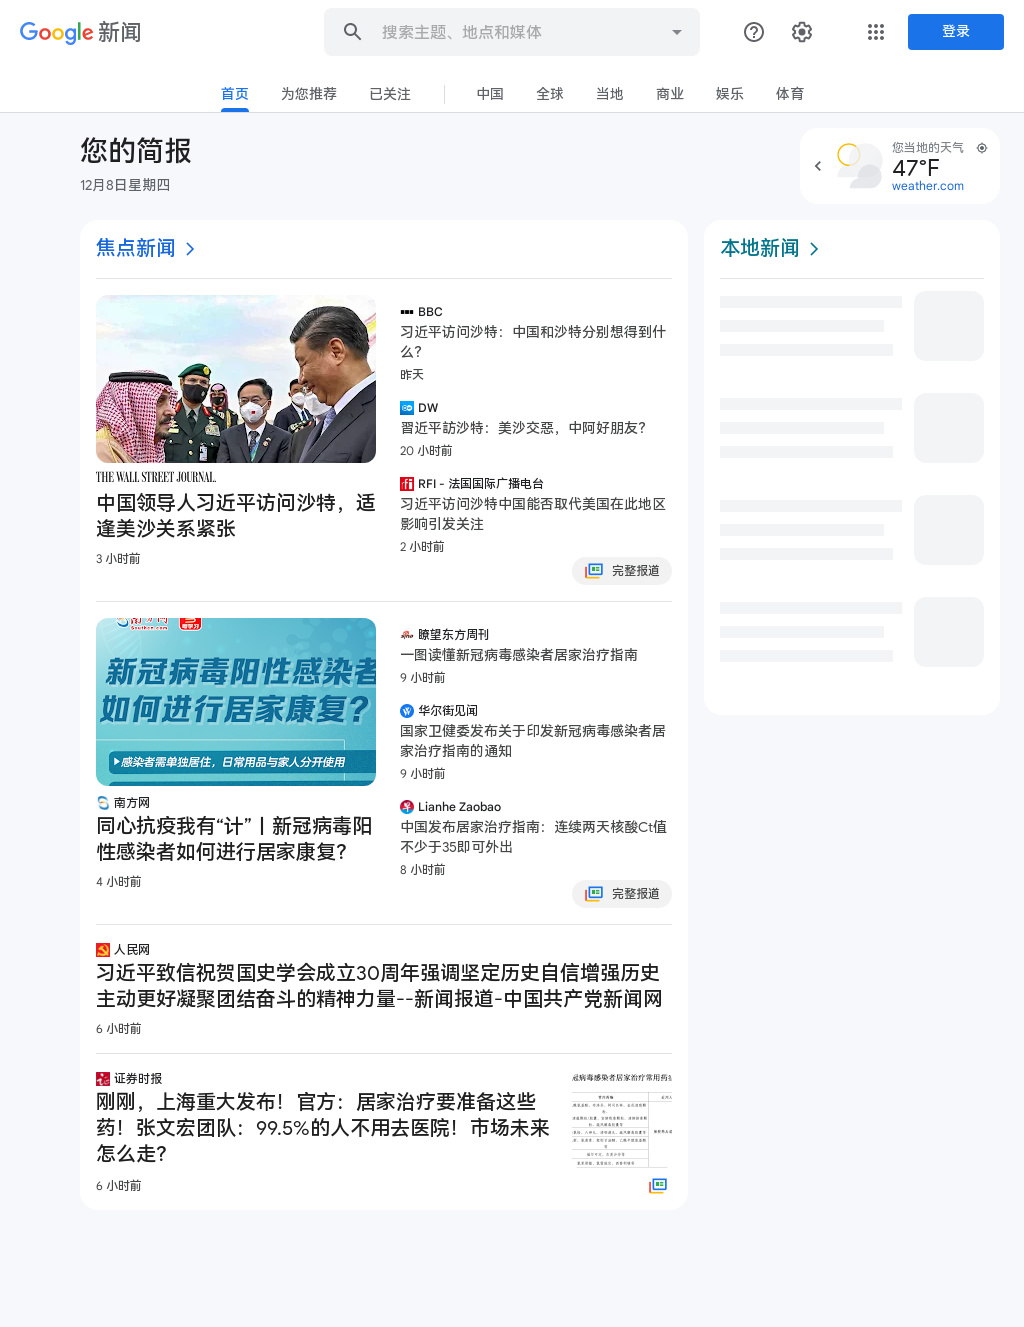 Google 新闻
搜索主题、地点和媒体
登录
首页
为您推荐
已关注
中国
全球
当地
商业
娱乐
体育
您的简报
12月8日星期四
您当地的天气
47°F
weather.com
焦点新闻
THE WALL STREET JOURNAL.
中国领导人习近平访问沙特，适
逢美沙关系紧张
3 小时前
BBC
习近平访问沙特：中国和沙特分别想得到什
么？
昨天
DW
習近平訪沙特：美沙交惡，中阿好朋友？
20 小时前
RFI - 法国国际广播电台
习近平访问沙特中国能否取代美国在此地区
影响引发关注
2 小时前
完整报道
南方网
新冠病毒阳性感染者
如何进行居家康复?
感染者需单独居住，日常用品与家人分开使用
南方网
同心抗疫我有“计”丨新冠病毒阳
性感染者如何进行居家康复？
4 小时前
瞭望东方周刊
一图读懂新冠病毒感染者居家治疗指南
9 小时前
华尔街见闻
国家卫健委发布关于印发新冠病毒感染者居
家治疗指南的通知
9 小时前
Lianhe Zaobao
中国发布居家治疗指南：连续两天核酸Ct值
不少于35即可外出
8 小时前
完整报道
人民网
习近平致信祝贺国史学会成立30周年强调坚定历史自信增强历史
主动更好凝聚团结奋斗的精神力量--新闻报道-中国共产党新闻网
6 小时前
证券时报
刚刚，上海重大发布！官方：居家治疗要准备这些
药！张文宏团队：99.5%的人不用去医院！市场未来
怎么走？
6 小时前
冠病毒感染者居家治疗常用药
本地新闻